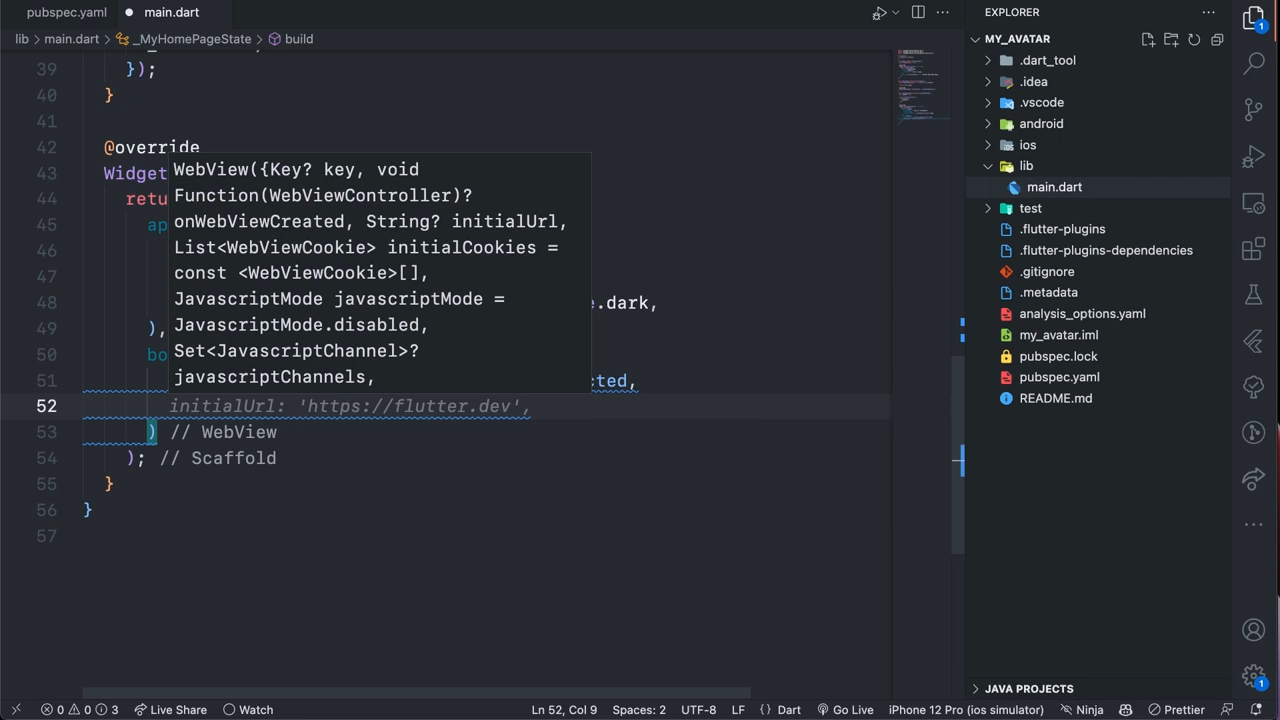 pubspec.yaml
main.dart
lib
main.dart
_MyHomePageState
build
39 });
40 }
41
42 @override
43 Widget
44 retu
45 ap
46
47
48 e.dark,
49 ),
50 bo
51 cted,
52 initialUrl: 'https://flutter.dev',
53 ) // WebView
54 ); // Scaffold
55 }
56 }
57
WebView({Key? key, void
Function(WebViewController)?
onWebViewCreated, String? initialUrl,
List<WebViewCookie> initialCookies =
const <WebViewCookie>[],
JavascriptMode javascriptMode =
JavascriptMode.disabled,
Set<JavascriptChannel>?
javascriptChannels,
EXPLORER
MY_AVATAR
.dart_tool
.idea
.vscode
android
ios
lib
main.dart
test
.flutter-plugins
.flutter-plugins-dependencies
.gitignore
.metadata
analysis_options.yaml
my_avatar.iml
pubspec.lock
pubspec.yaml
README.md
JAVA PROJECTS
1
1
0 0 3
Live Share
Watch
Ln 52, Col 9
Spaces: 2
UTF-8
LF
{ } Dart
Go Live
iPhone 12 Pro (ios simulator)
Ninja
Prettier